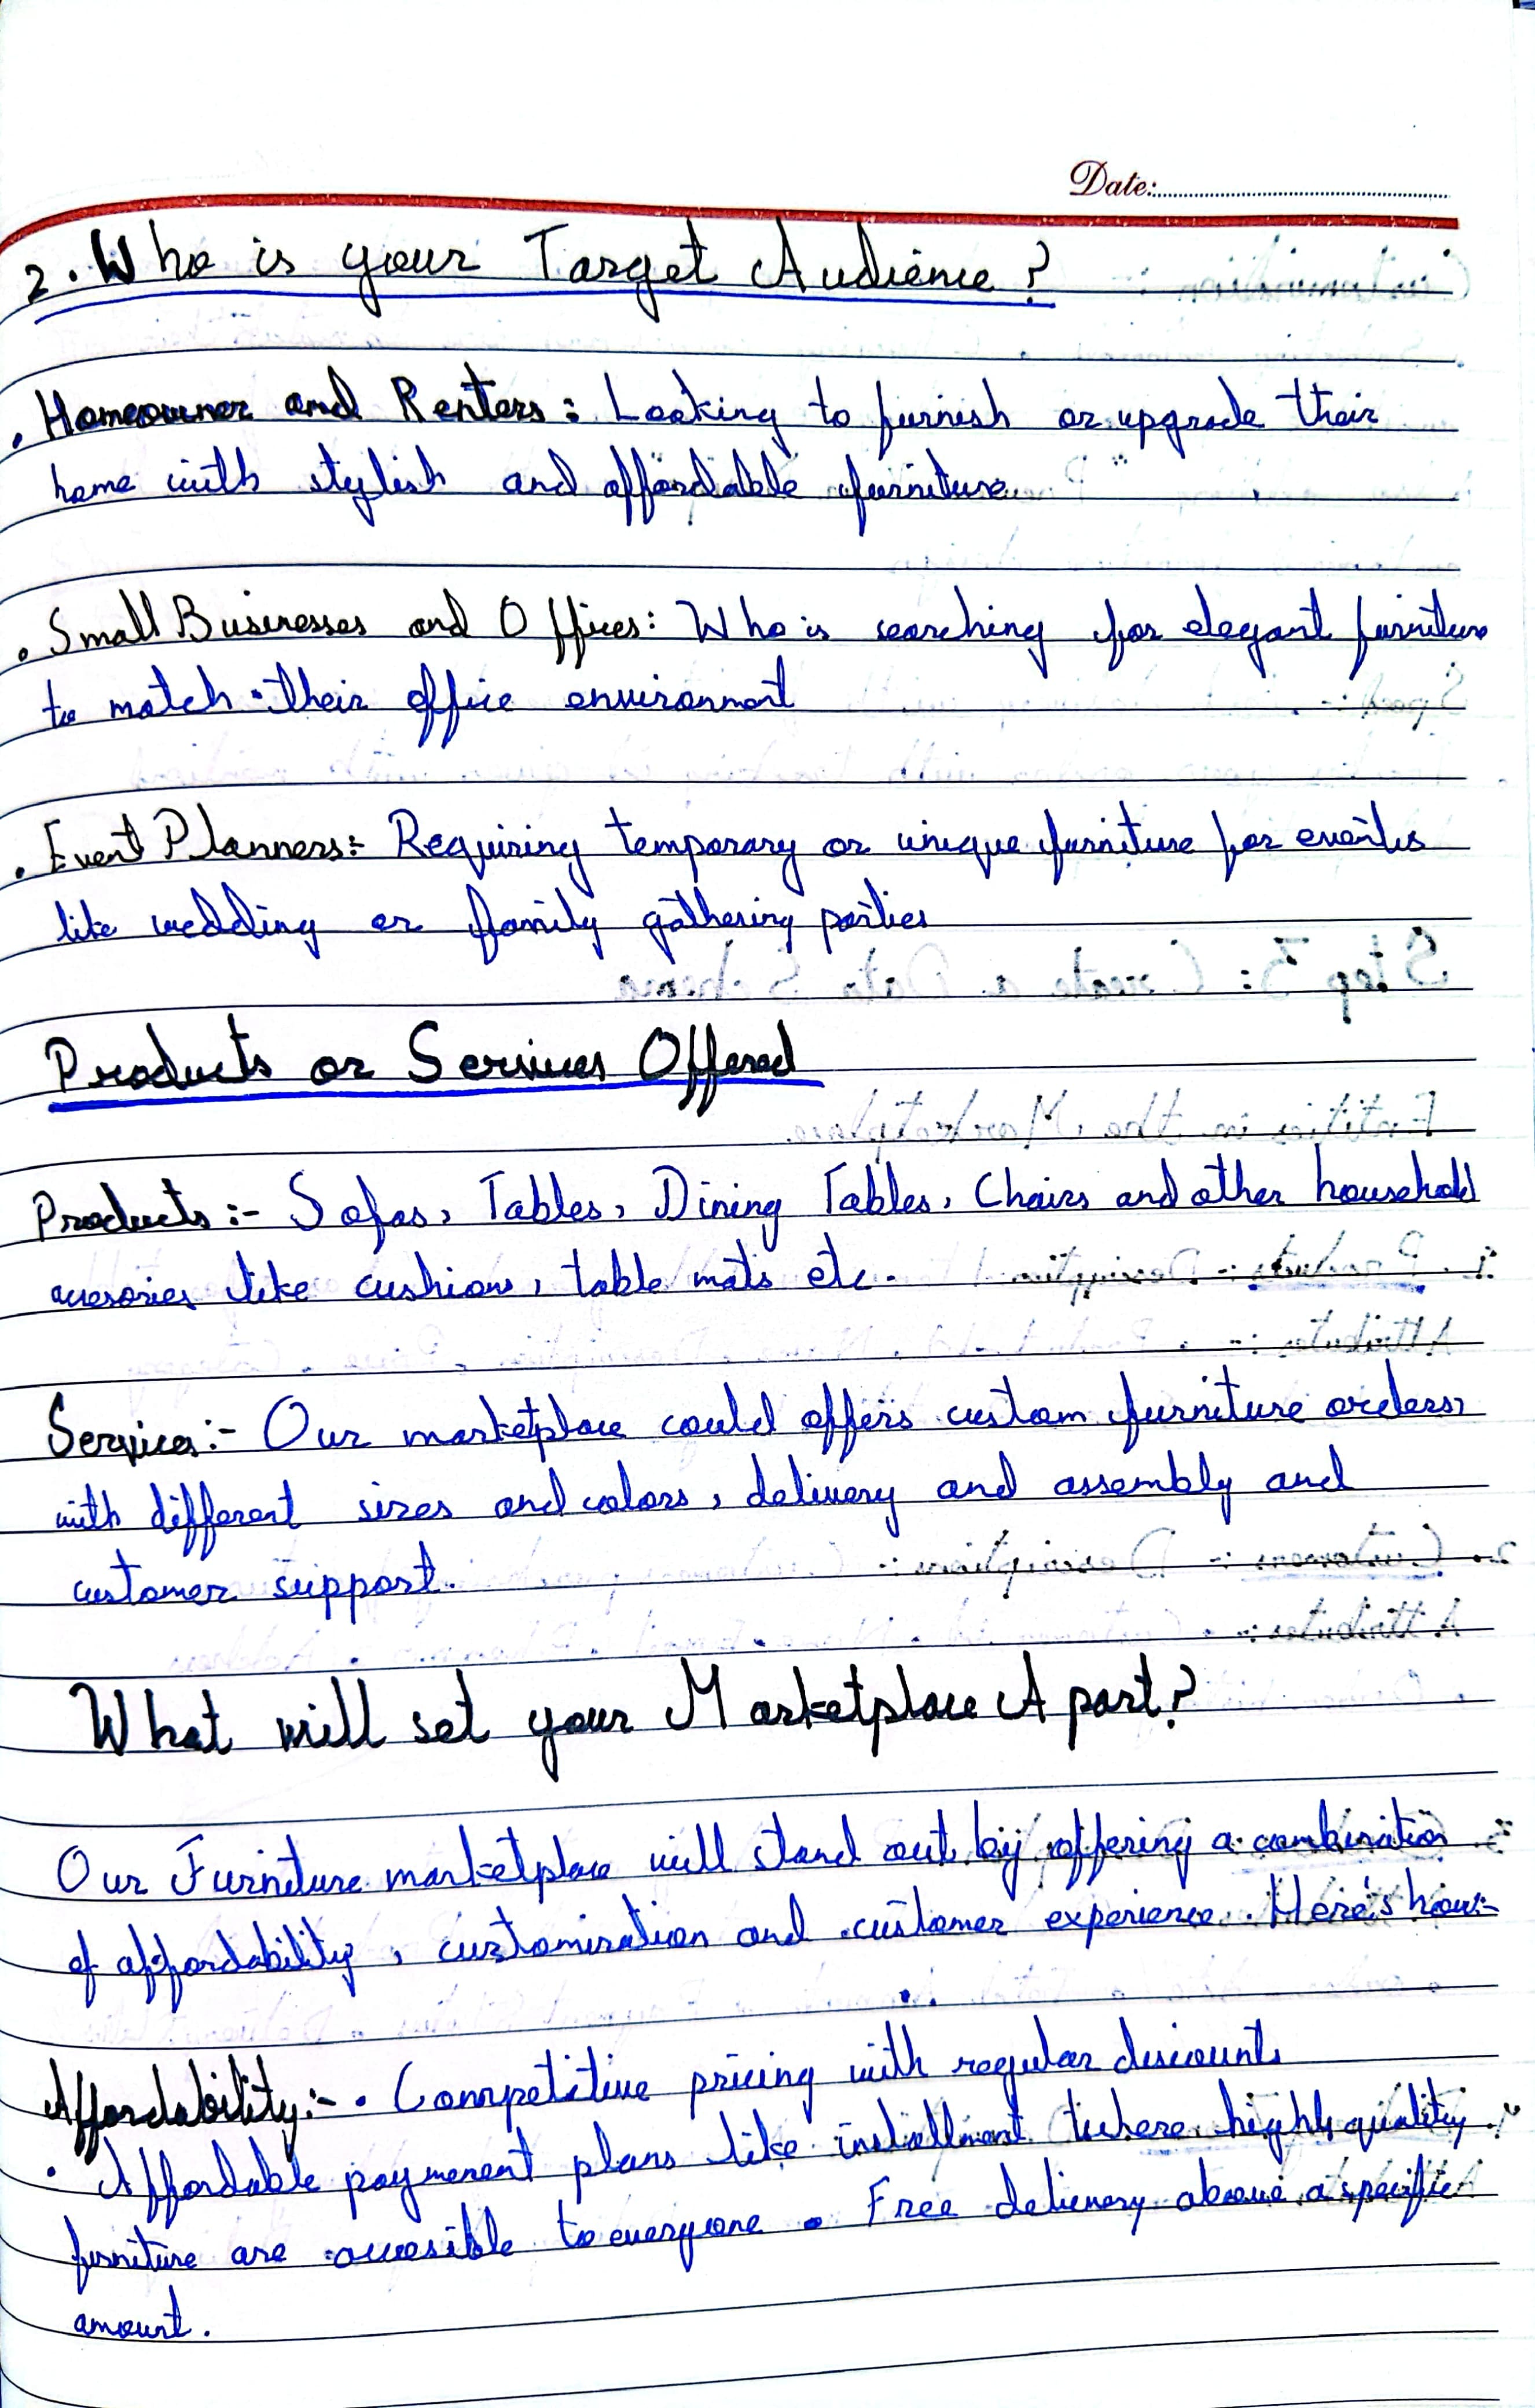 Date:
2. Who is your Target Audience?
. Homeowner and Renters: Looking to furnish or upgrade their
home with stylish and affordable furniture.
. Small Businesses and Offices: Who is searching for elegant furniture
to match their office environment
. Event Planners: Requiring temporary or unique furniture for events
like wedding or family gathering parties
Products or Services Offered
Products:- Sofas, Tables, Dining Tables, Chairs and other household
accesories like cushions, table mats etc.
Services:- Our marketplace could offers custom furniture orders,
with different sizes and colors, delivery and assembly and
customer support.
What will set your Marketplace Apart?
Our Furniture marketplace will stand out by offering a combination
of affordability, customization and customer experience. Here's how:-
Affordability:- . Competitive pricing with regular discounts
. Affordable paymenent plans like installment where high quality
furniture are accesible to everyone . Free delivery above a specific
amount.